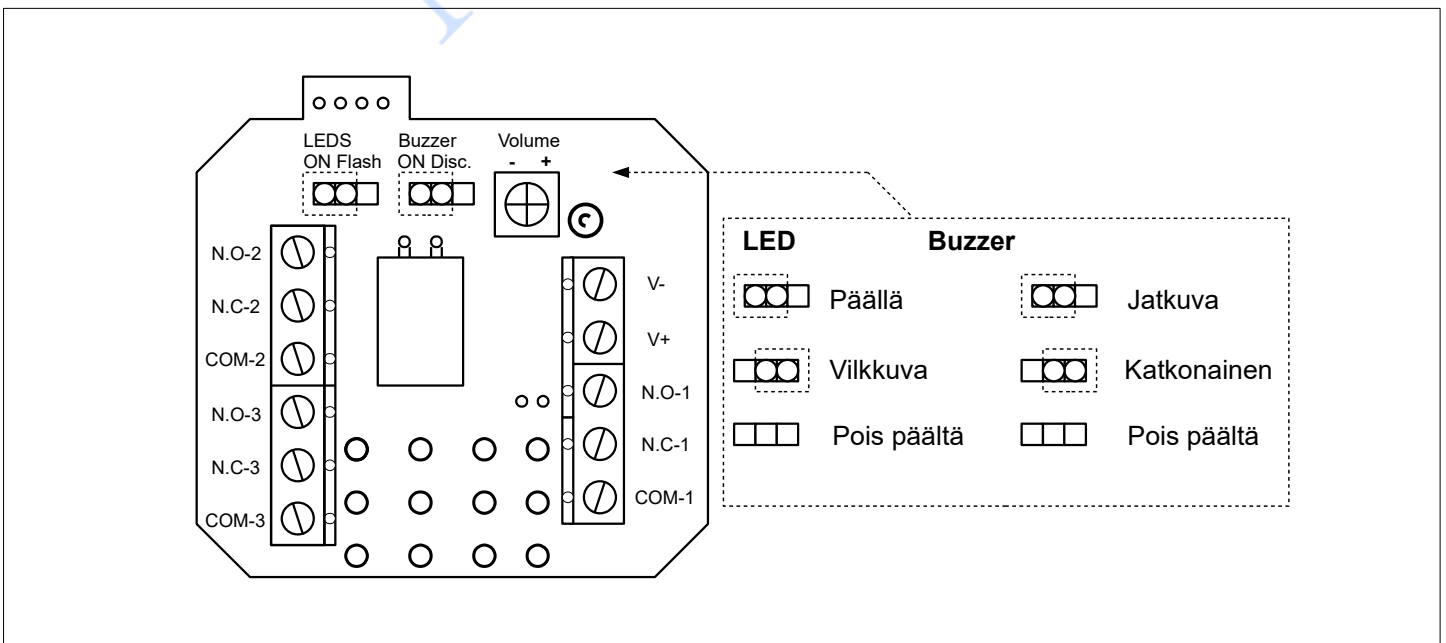 LEDS
ON Flash
Buzzer
ON Disc.
Volume
- +
N.O-2
N.C-2
COM-2
N.O-3
N.C-3
COM-3
V-
V+
N.O-1
N.C-1
COM-1
LED Buzzer
Päällä Jatkuva
Vilkkuva Katkonainen
Pois päältä Pois päältä